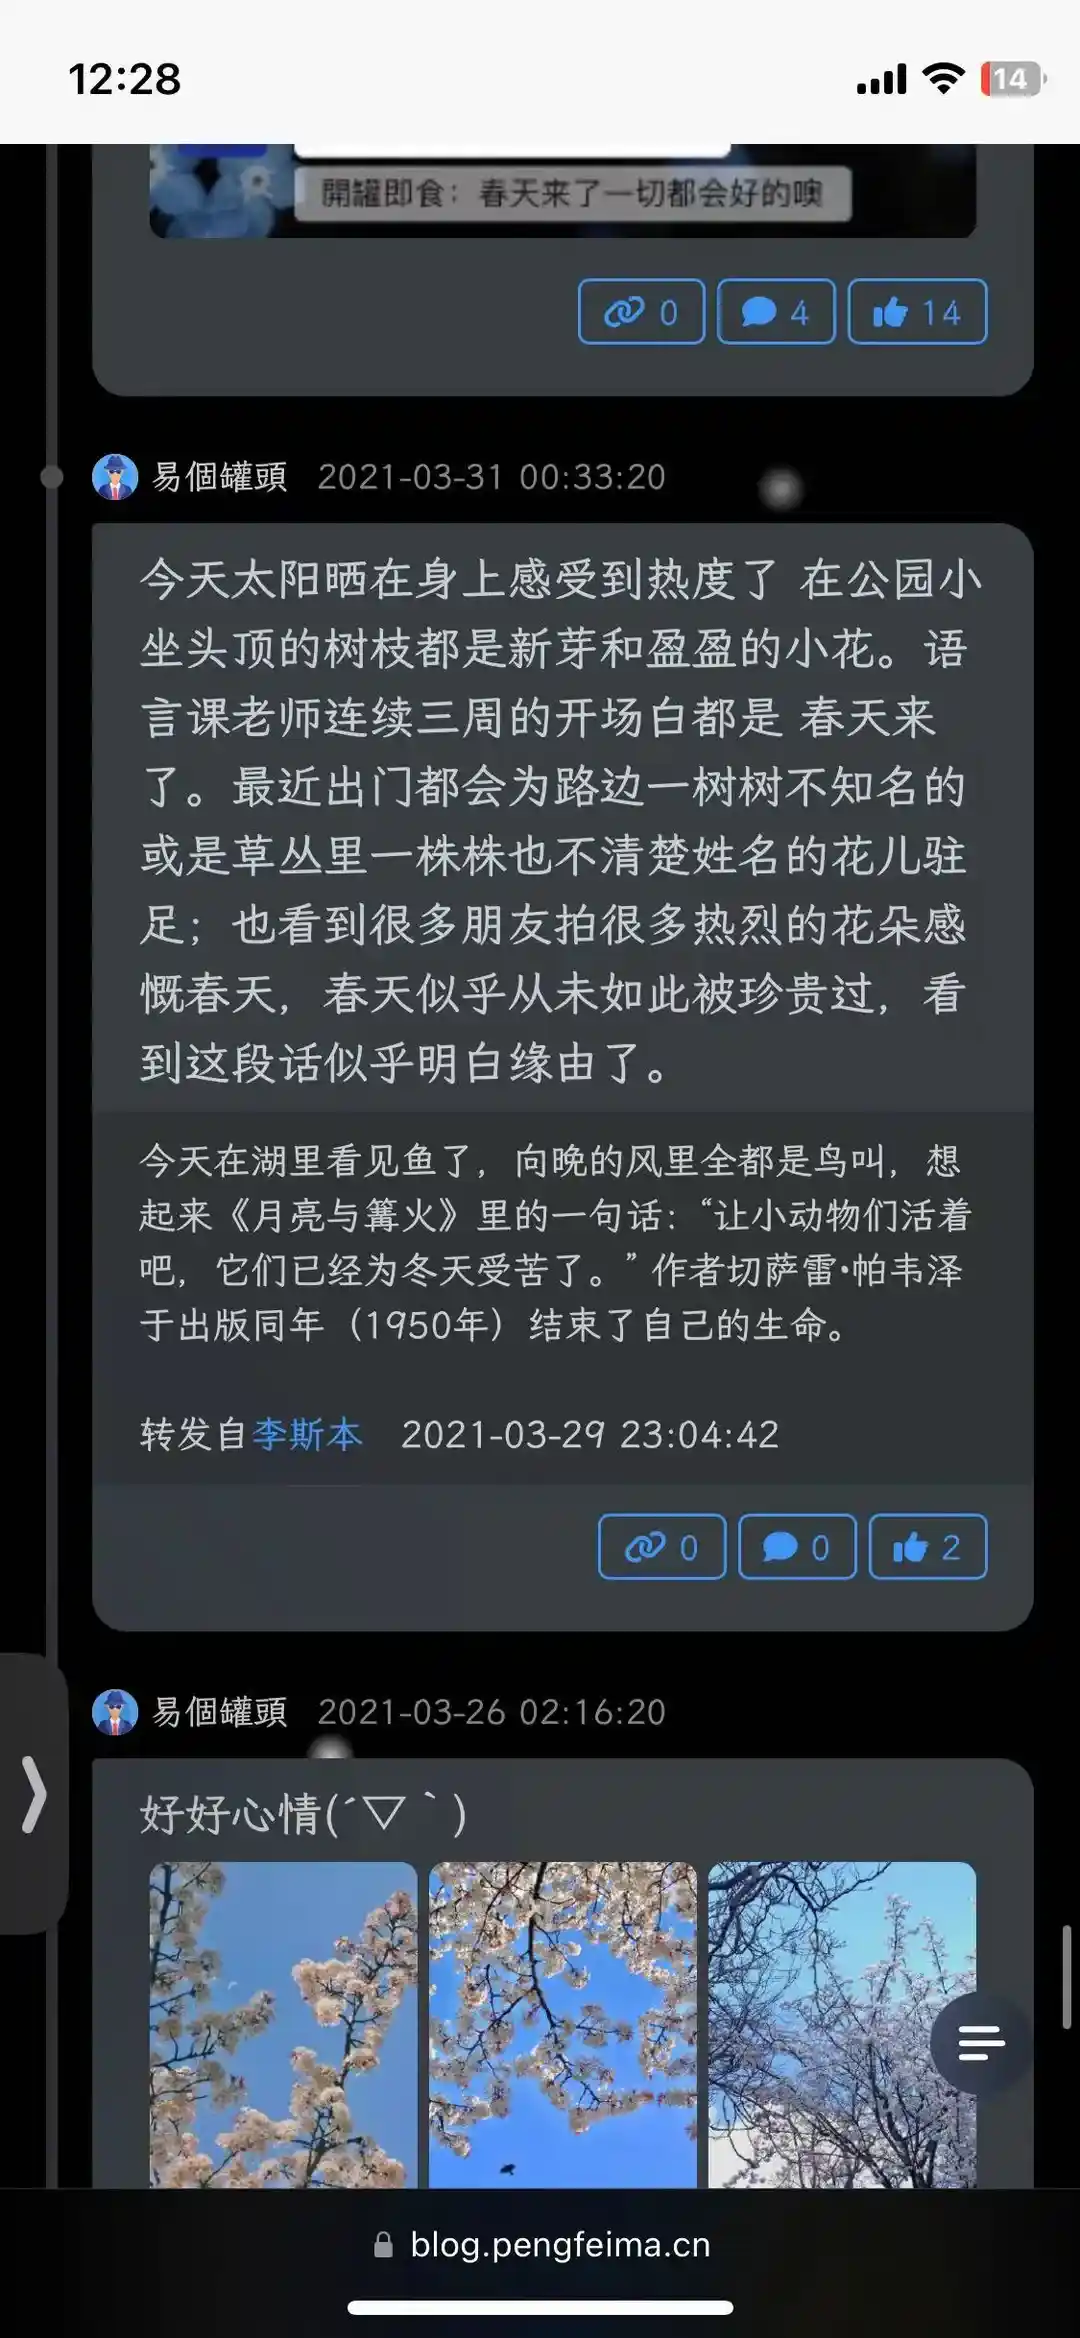 12:28
14
開罐即食：春天来了一切都会好的噢
0
4
14
易個罐頭 2021-03-31 00:33:20
今天太阳晒在身上感受到热度了 在公园小
坐头顶的树枝都是新芽和盈盈的小花。语
言课老师连续三周的开场白都是 春天来
了。最近出门都会为路边一树树不知名的
或是草丛里一株株也不清楚姓名的花儿驻
足；也看到很多朋友拍很多热烈的花朵感
慨春天，春天似乎从未如此被珍贵过，看
到这段话似乎明白缘由了。
今天在湖里看见鱼了，向晚的风里全都是鸟叫，想
起来《月亮与篝火》里的一句话：“让小动物们活着
吧，它们已经为冬天受苦了。” 作者切萨雷·帕韦泽
于出版同年（1950年）结束了自己的生命。
转发自李斯本 2021-03-29 23:04:42
0
0
2
易個罐頭 2021-03-26 02:16:20
好好心情(´▽｀)
blog.pengfeima.cn